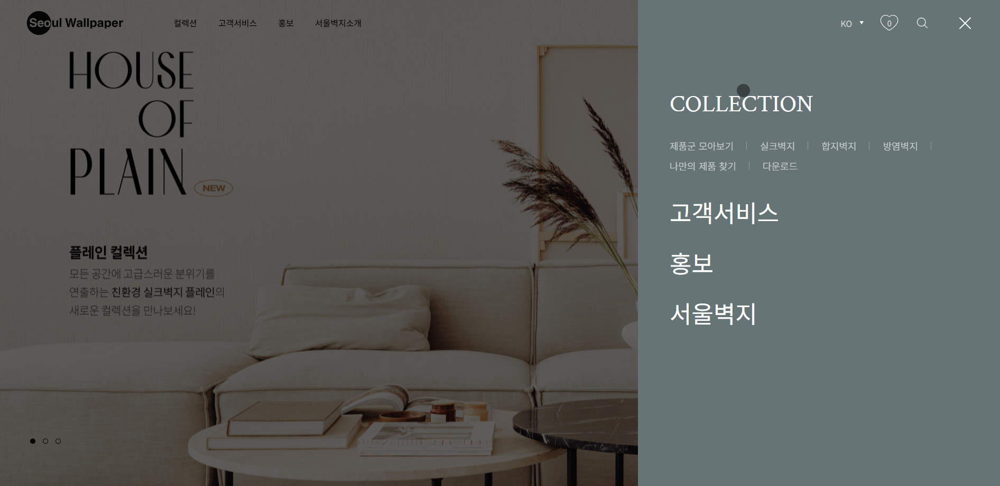 Seoul Wallpaper
컬렉션 고객서비스 홍보 서울벽지소개
KO 0
HOUSE
OF
PLAIN
NEW
플레인 컬렉션
모든 공간에 고급스러운 분위기를
연출하는 친환경 실크벽지 플레인의
새로운 컬렉션을 만나보세요!
COLLECTION
제품군 모아보기 실크벽지 합지벽지 방염벽지
나만의 제품 찾기 다운로드
고객서비스
홍보
서울벽지